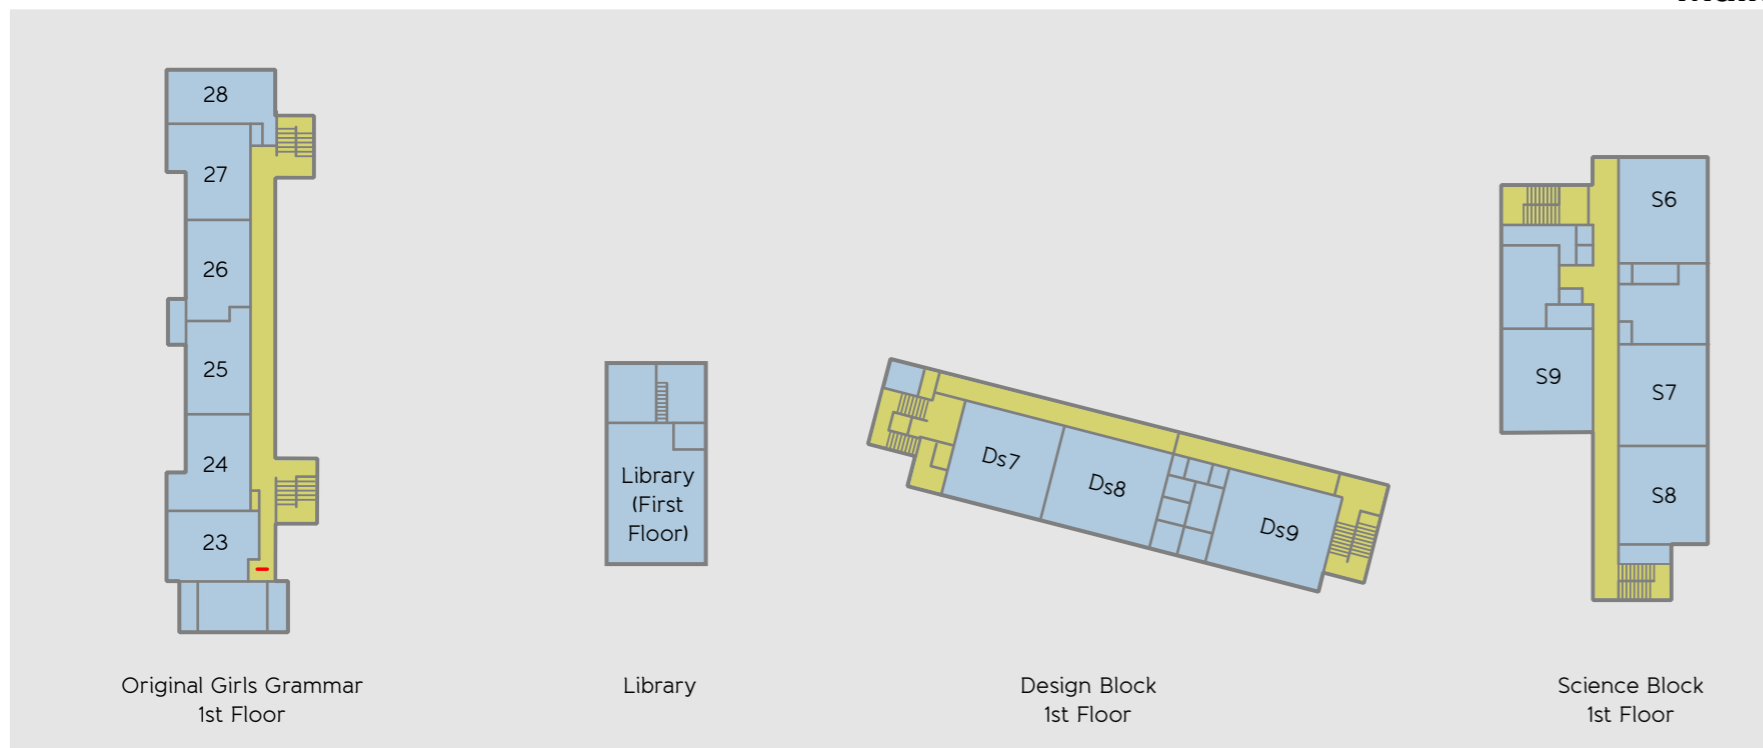 28
27
26
25
24
23
Original Girls Grammar
1st Floor
Library
(First
Floor)
Library
Ds7
Ds8
Ds9
Design Block
1st Floor
S6
S9
S7
S8
Science Block
1st Floor